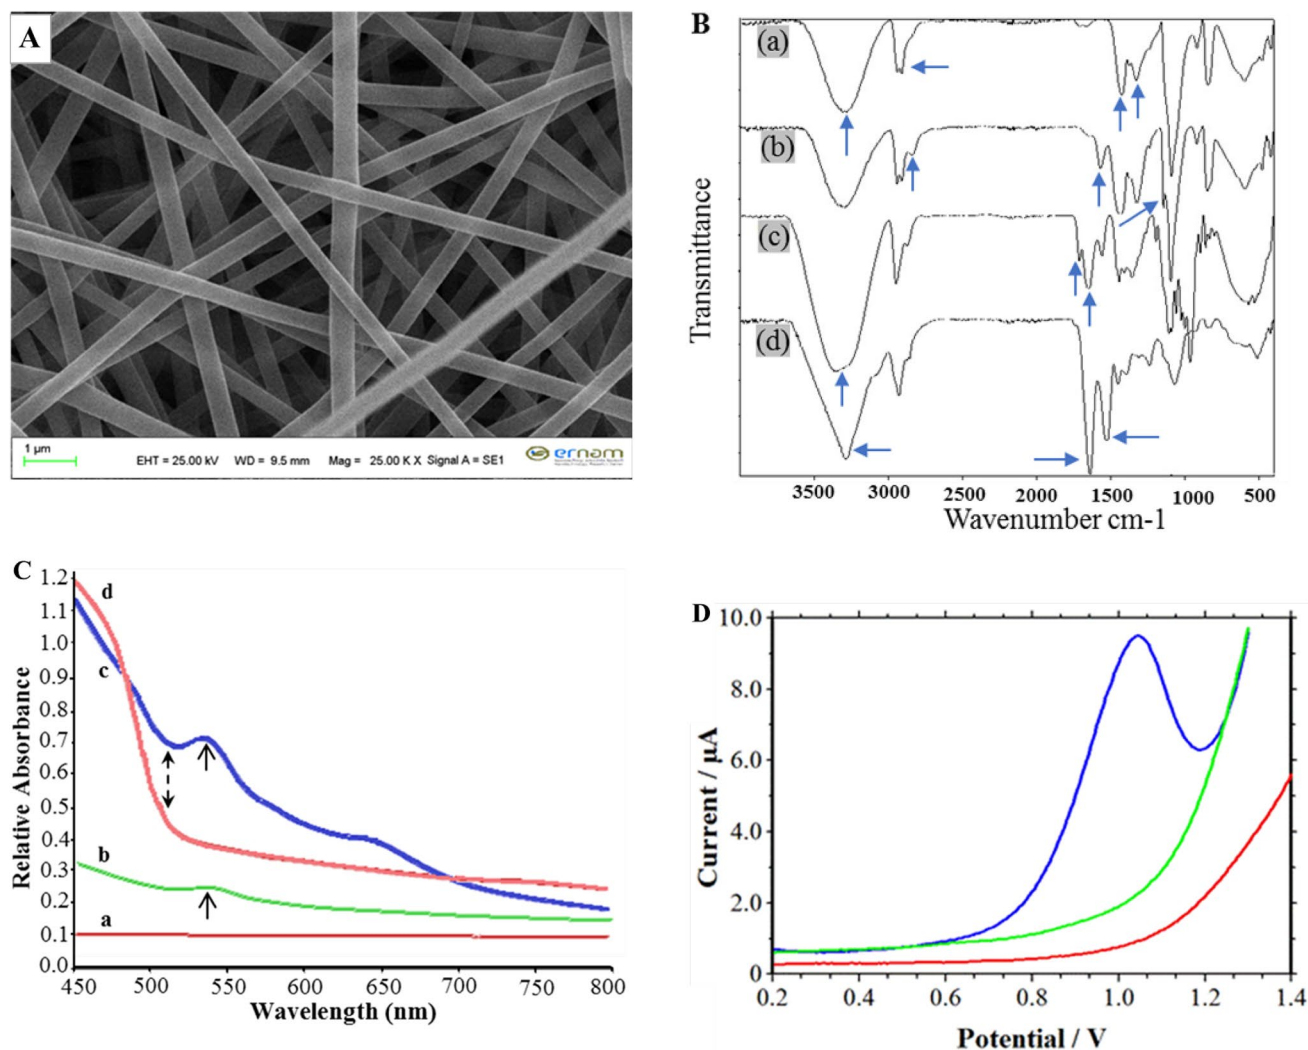 A
1 μm
EHT = 25.00 kV WD = 9.5 mm Mag = 25.00 K X Signal A = SE1
ernam
B
(a)
(b)
(c)
(d)
Transmittance
3500 3000 2500 2000 1500 1000 500
Wavenumber cm-1
C
1.2
1.1
1.0
0.9
0.8
0.7
0.6
0.5
0.4
0.3
0.2
0.1
0.0
Relative Absorbance
d
c
b
a
450 500 550 600 650 700 750 800
Wavelength (nm)
D
10.0
8.0
6.0
4.0
2.0
0
Current / μA
0.2 0.4 0.6 0.8 1.0 1.2 1.4
Potential / V